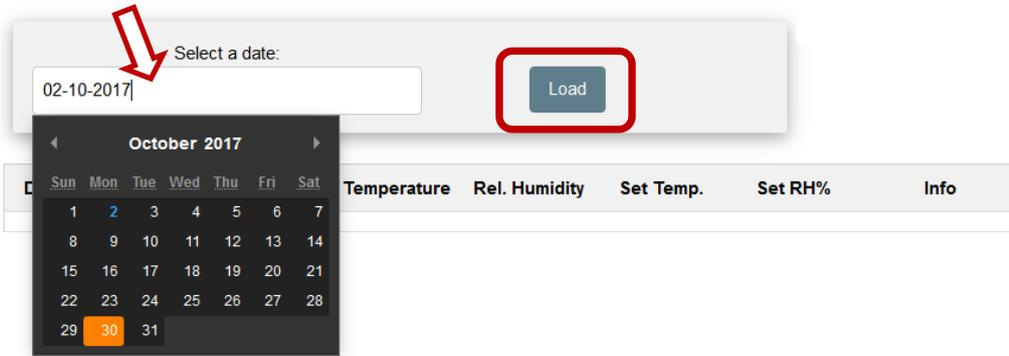 Select a date:
02-10-2017
Load
October 2017
Sun Mon Tue Wed Thu Fri Sat
1 2 3 4 5 6 7
8 9 10 11 12 13 14
15 16 17 18 19 20 21
22 23 24 25 26 27 28
29 30 31
D Temperature Rel. Humidity Set Temp. Set RH% Info